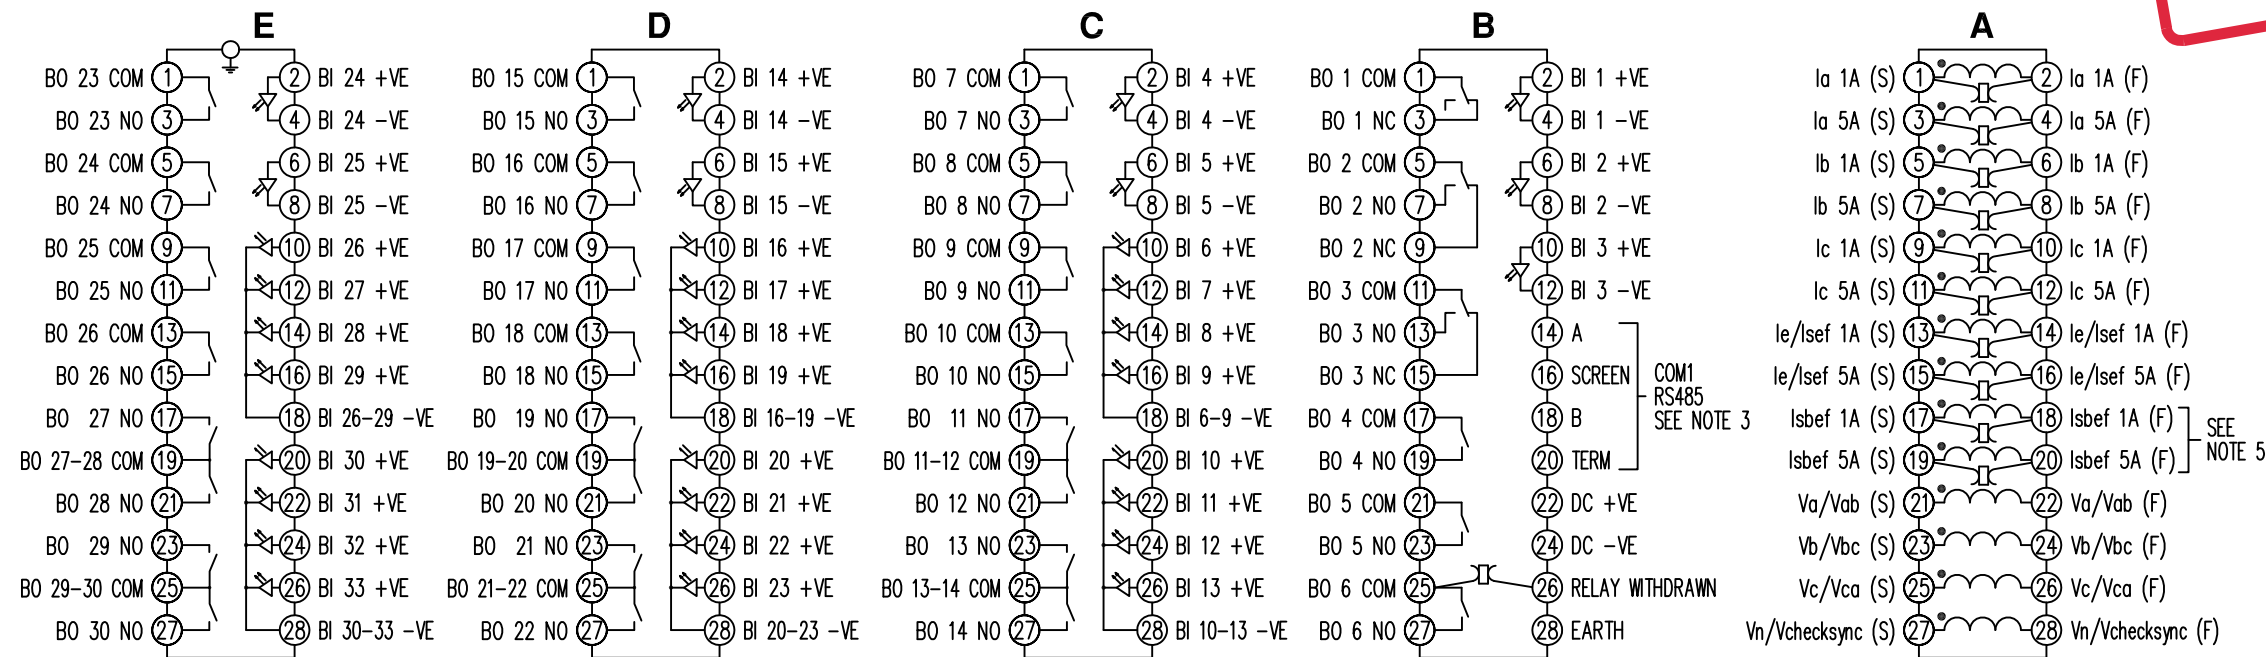 E D C B A
BO 23 COM 1 2 BI 24 +VE BO 15 COM 1 2 BI 14 +VE BO 7 COM 1 2 BI 4 +VE BO 1 COM 1 2 BI 1 +VE Ia 1A (S) 1 2 Ia 1A (F)
BO 23 NO 3 4 BI 24 -VE BO 15 NO 3 4 BI 14 -VE BO 7 NO 3 4 BI 4 -VE BO 1 NC 3 4 BI 1 -VE Ia 5A (S) 3 4 Ia 5A (F)
BO 24 COM 5 6 BI 25 +VE BO 16 COM 5 6 BI 15 +VE BO 8 COM 5 6 BI 5 +VE BO 2 COM 5 6 BI 2 +VE Ib 1A (S) 5 6 Ib 1A (F)
BO 24 NO 7 8 BI 25 -VE BO 16 NO 7 8 BI 15 -VE BO 8 NO 7 8 BI 5 -VE BO 2 NO 7 8 BI 2 -VE Ib 5A (S) 7 8 Ib 5A (F)
BO 25 COM 9 10 BI 26 +VE BO 17 COM 9 10 BI 16 +VE BO 9 COM 9 10 BI 6 +VE BO 2 NC 9 10 BI 3 +VE Ic 1A (S) 9 10 Ic 1A (F)
BO 25 NO 11 12 BI 27 +VE BO 17 NO 11 12 BI 17 +VE BO 9 NO 11 12 BI 7 +VE BO 3 COM 11 12 BI 3 -VE Ic 5A (S) 11 12 Ic 5A (F)
BO 26 COM 13 14 BI 28 +VE BO 18 COM 13 14 BI 18 +VE BO 10 COM 13 14 BI 8 +VE BO 3 NO 13 14 A Ie/Isef 1A (S) 13 14 Ie/Isef 1A (F)
BO 26 NO 15 16 BI 29 +VE BO 18 NO 15 16 BI 19 +VE BO 10 NO 15 16 BI 9 +VE BO 3 NC 15 16 SCREEN COM1 Ie/Isef 5A (S) 15 16 Ie/Isef 5A (F)
RS485
BO 27 NO 17 18 BI 26-29 -VE BO 19 NO 17 18 BI 16-19 -VE BO 11 NO 17 18 BI 6-9 -VE BO 4 COM 17 18 B SEE NOTE 3 Isbef 1A (S) 17 18 Isbef 1A (F) SEE
NOTE 5
BO 27-28 COM 19 20 BI 30 +VE BO 19-20 COM 19 20 BI 20 +VE BO 11-12 COM 19 20 BI 10 +VE BO 4 NO 19 20 TERM Isbef 5A (S) 19 20 Isbef 5A (F)
BO 28 NO 21 22 BI 31 +VE BO 20 NO 21 22 BI 21 +VE BO 12 NO 21 22 BI 11 +VE BO 5 COM 21 22 DC +VE Va/Vab (S) 21 22 Va/Vab (F)
BO 29 NO 23 24 BI 32 +VE BO 21 NO 23 24 BI 22 +VE BO 13 NO 23 24 BI 12 +VE BO 5 NO 23 24 DC -VE Vb/Vbc (S) 23 24 Vb/Vbc (F)
BO 29-30 COM 25 26 BI 33 +VE BO 21-22 COM 25 26 BI 23 +VE BO 13-14 COM 25 26 BI 13 +VE BO 6 COM 25 26 RELAY WITHDRAWN Vc/Vca (S) 25 26 Vc/Vca (F)
BO 30 NO 27 28 BI 30-33 -VE BO 22 NO 27 28 BI 20-23 -VE BO 14 NO 27 28 BI 10-13 -VE BO 6 NO 27 28 EARTH Vn/Vchecksync (S) 27 28 Vn/Vchecksync (F)